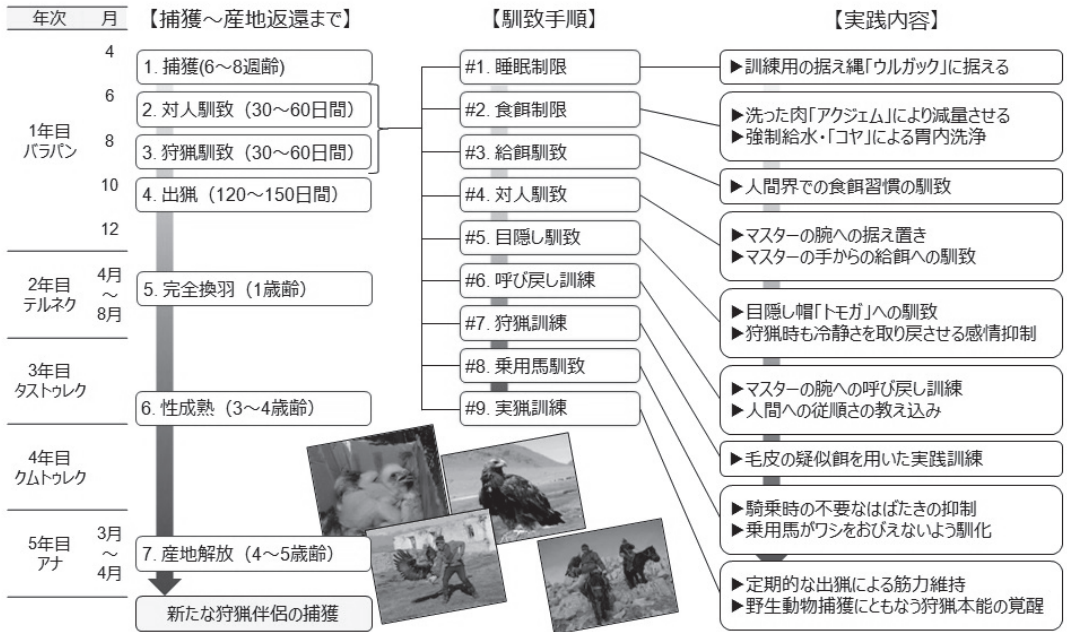 年次 月 【捕獲～産地返還まで】 【馴致手順】 【実践内容】
1年目
バラパン
4
6
8
10
12
2年目
テルネク
4月
～
8月
3年目
タストゥレク
4年目
クムトゥレク
5年目
アナ
3月
～
4月
1. 捕獲(6～8週齢)
2. 対人馴致（30～60日間）
3. 狩猟馴致（30～60日間）
4. 出猟（120～150日間）
5. 完全換羽（1歳齢）
6. 性成熟（3～4歳齢）
7. 産地解放（4～5歳齢）
新たな狩猟伴侶の捕獲
#1. 睡眠制限
#2. 食餌制限
#3. 給餌馴致
#4. 対人馴致
#5. 目隠し馴致
#6. 呼び戻し訓練
#7. 狩猟訓練
#8. 乗用馬馴致
#9. 実猟訓練
▶訓練用の据え縄「ウルガック」に据える
▶洗った肉「アクジェム」により減量させる
▶強制給水・「コヤ」による胃内洗浄
▶人間界での食餌習慣の馴致
▶マスターの腕への据え置き
▶マスターの手からの給餌への馴致
▶目隠し帽「トモガ」への馴致
▶狩猟時も冷静さを取り戻させる感情抑制
▶マスターの腕への呼び戻し訓練
▶人間への従順さの教え込み
▶毛皮の疑似餌を用いた実践訓練
▶騎乗時の不要なはばたきの抑制
▶乗用馬がワシをおびえないよう馴化
▶定期的な出猟による筋力維持
▶野生動物捕獲にともなう狩猟本能の覚醒